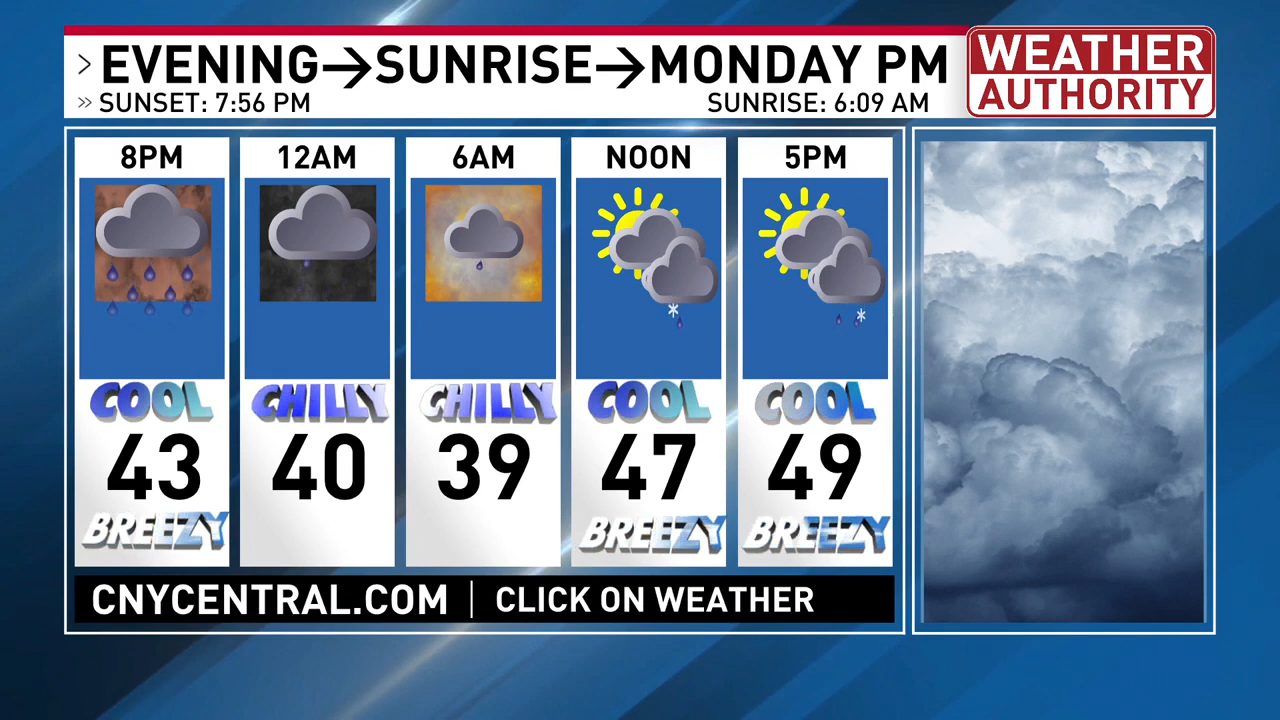 > EVENING→SUNRISE→MONDAY PM
» SUNSET: 7:56 PM
SUNRISE: 6:09 AM
WEATHER
AUTHORITY
8PM
COOL
43
BREEZY
12AM
CHILLY
40
6AM
CHILLY
39
NOON
COOL
47
BREEZY
5PM
COOL
49
BREEZY
CNYCENTRAL.COM | CLICK ON WEATHER